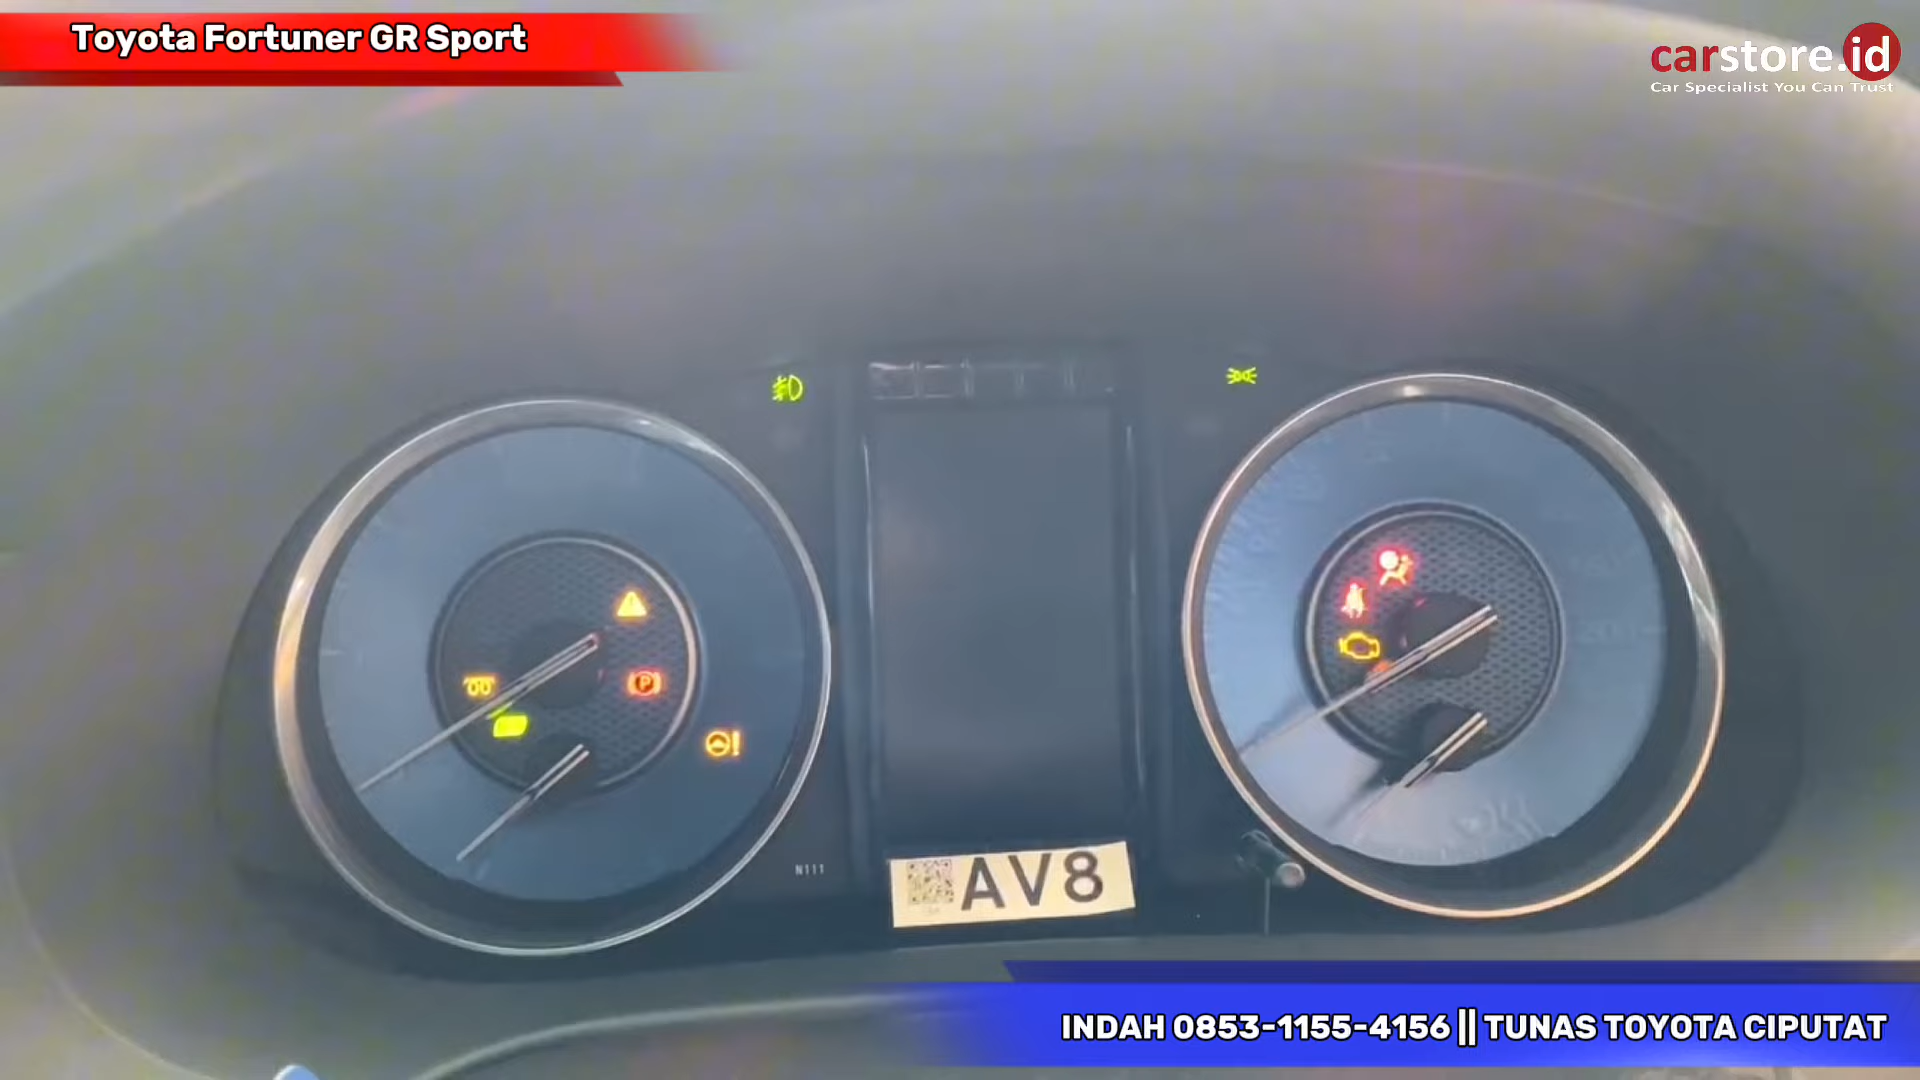 Toyota Fortuner GR Sport
carstore.id
Car Specialist You Can Trust
P
N111
AV8
INDAH 0853-1155-4156 || TUNAS TOYOTA CIPUTAT